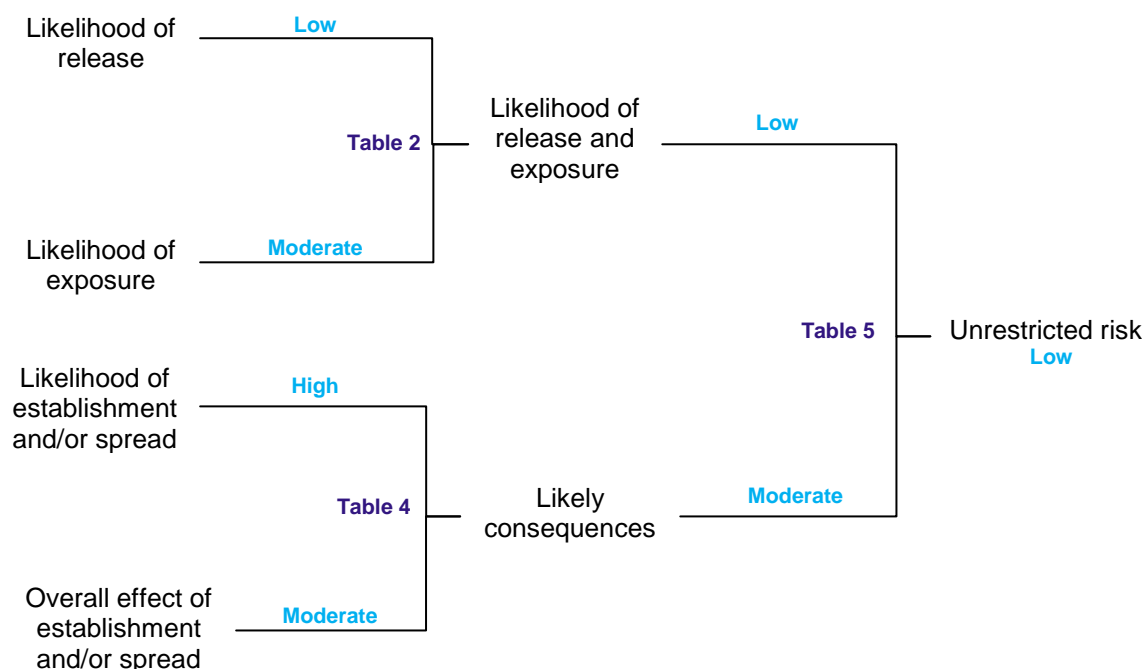 Likelihood of
release
Low
Table 2
Likelihood of
exposure
Moderate
Likelihood of
release and
exposure
Low
Likelihood of
establishment
and/or spread
High
Table 4
Overall effect of
establishment
and/or spread
Moderate
Likely
consequences
Moderate
Table 5
Unrestricted risk
Low